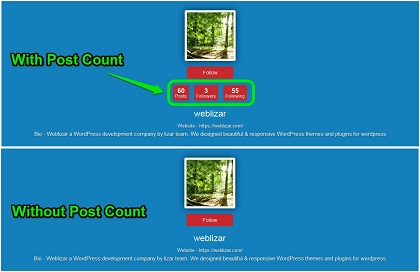 With Post Count
Follow
60 3 55
Posts Followers Following
weblizar
Website - https://weblizar.com/
Bio - Weblizar a WordPress development company by lizar team. We designed beautiful & responsive WordPress themes and plugins for wordpress
Without Post Count
Follow
weblizar
Website - https://weblizar.com/
Bio - Weblizar a WordPress development company by lizar team. We designed beautiful & responsive WordPress themes and plugins for wordpress